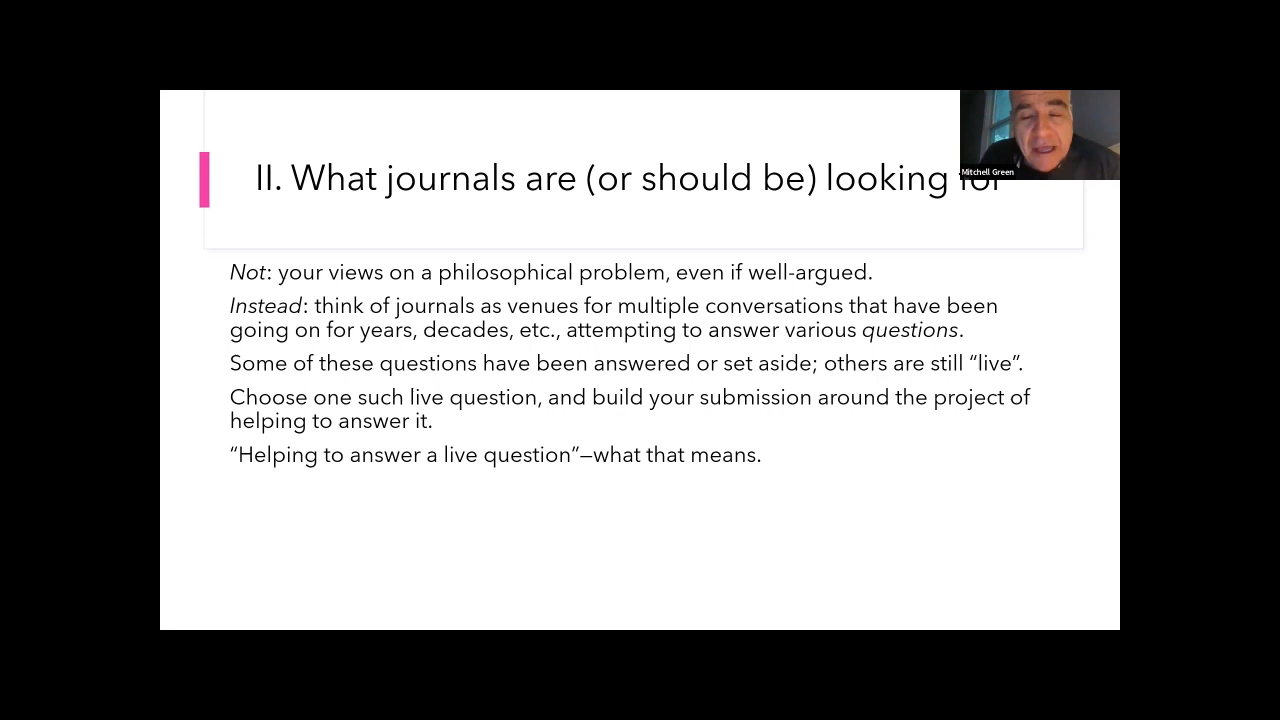 II. What journals are (or should be) looking for
Mitchell Green
Not: your views on a philosophical problem, even if well-argued.
Instead: think of journals as venues for multiple conversations that have been
going on for years, decades, etc., attempting to answer various questions.
Some of these questions have been answered or set aside; others are still “live”.
Choose one such live question, and build your submission around the project of
helping to answer it.
“Helping to answer a live question”—what that means.